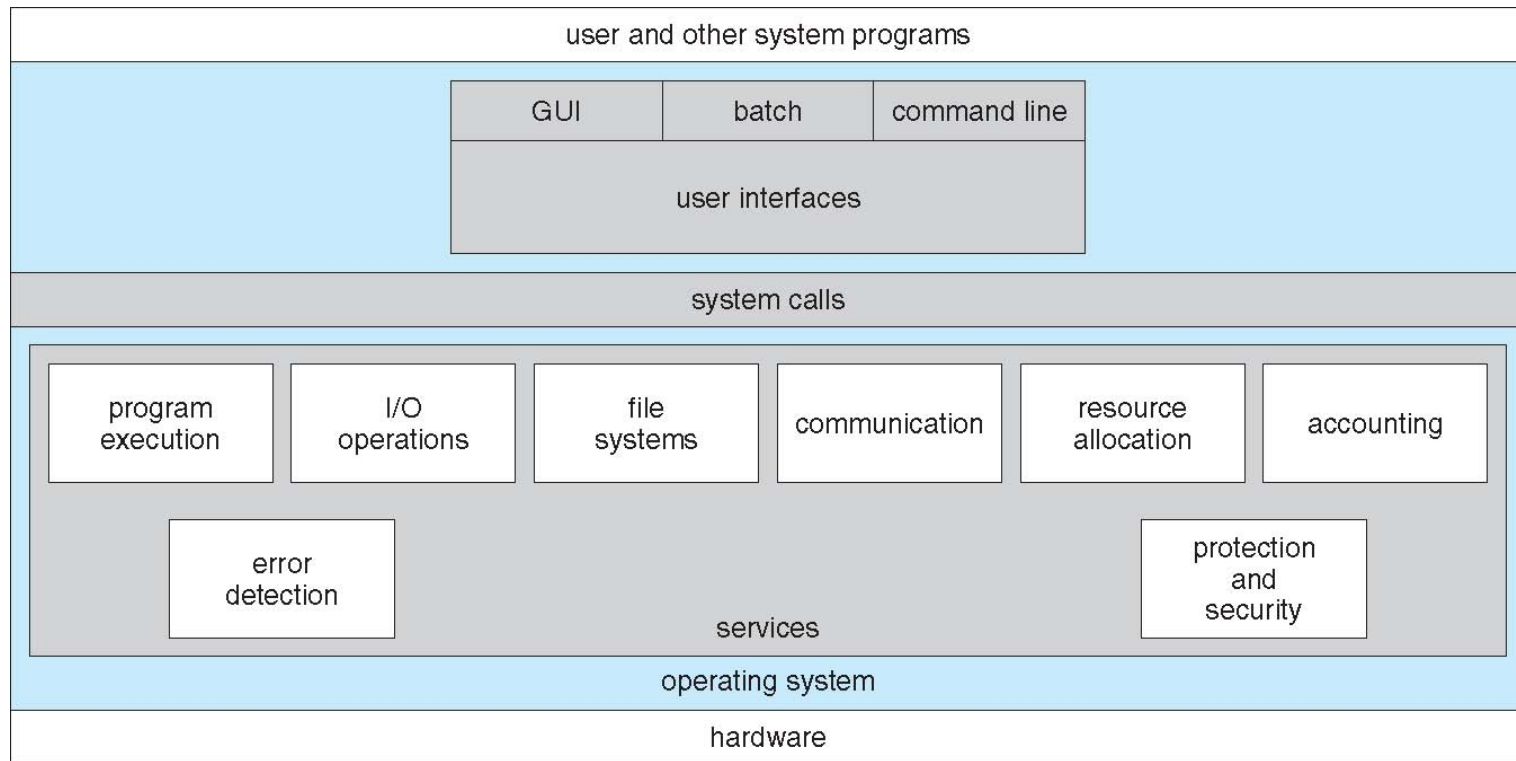 user and other system programs
GUI
batch
command line
user interfaces
system calls
program
execution
I/O
operations
file
systems
communication
resource
allocation
accounting
error
detection
protection
and
security
services
operating system
hardware